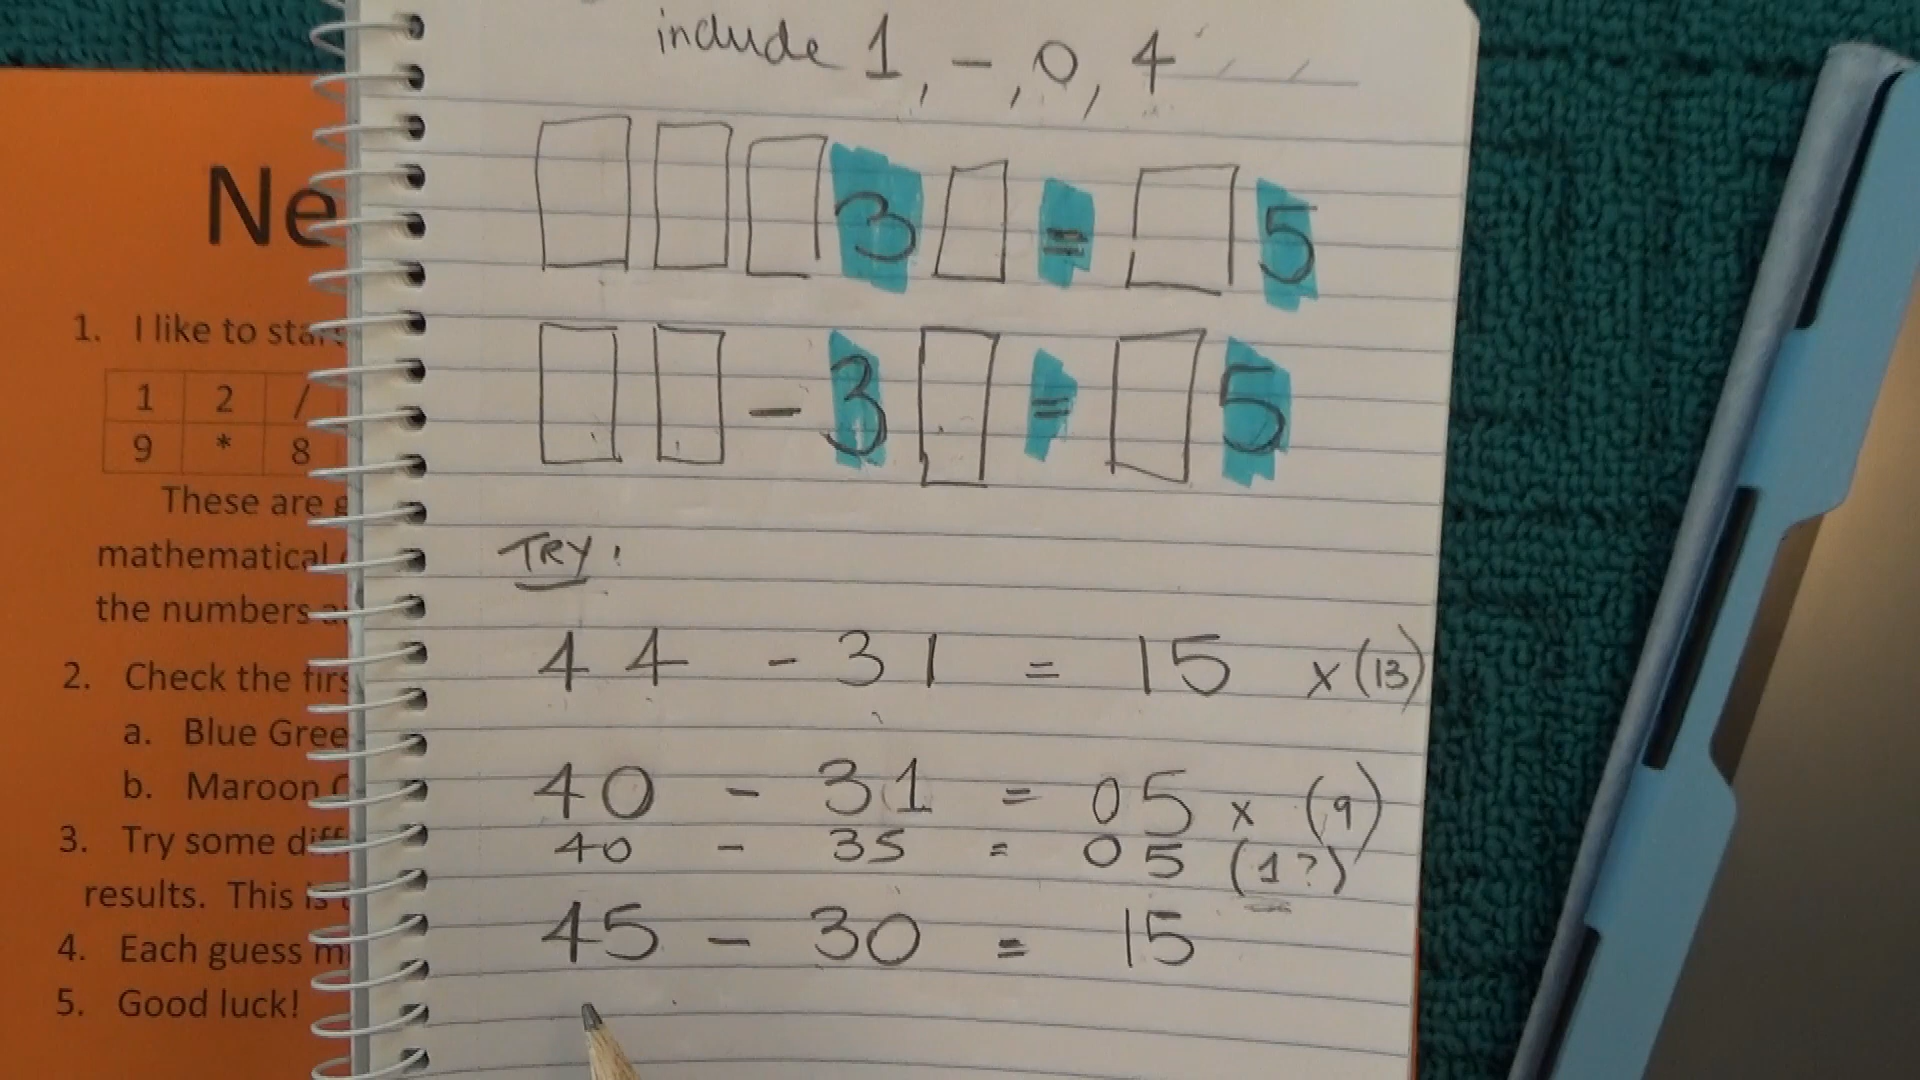 Ne
1. I like to star
1 2 /
9 * 8
These are
mathematical
the numbers
2. Check the firs
a. Blue Gree
b. Maroon
3. Try some diff
results. This is
4. Each guess m
5. Good luck!
include 1, -, 0, 4
3 = 5
- 3 = 5
TRY:
44 - 31 = 15 x (13)
40 - 31 = 05 x (9)
40 - 35 = 05 (1?)
45 - 30 = 15